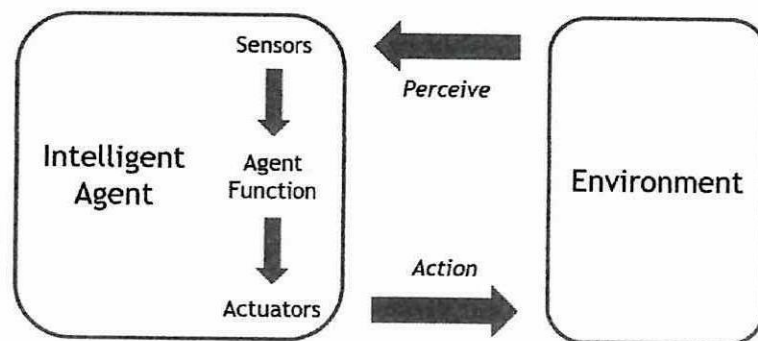 Sensors
Perceive
Intelligent
Agent
Agent
Function
Environment
Action
Actuators